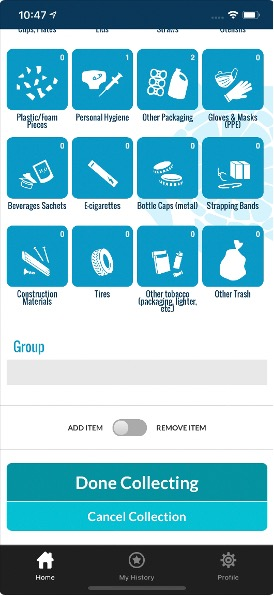 10:47
Cups, Plates Lids Straws Utensils
0 1 2 0
Plastic/Foam Pieces Personal Hygiene Other Packaging Gloves & Masks (PPE)
0 0 0 0
Beverages Sachets E-cigarettes Bottle Caps (metal) Strapping Bands
0 0 0 0
Construction Materials Tires Other tobacco (packaging, lighter, etc.) Other Trash
Group
ADD ITEM REMOVE ITEM
Done Collecting
Cancel Collection
Home My History Profile